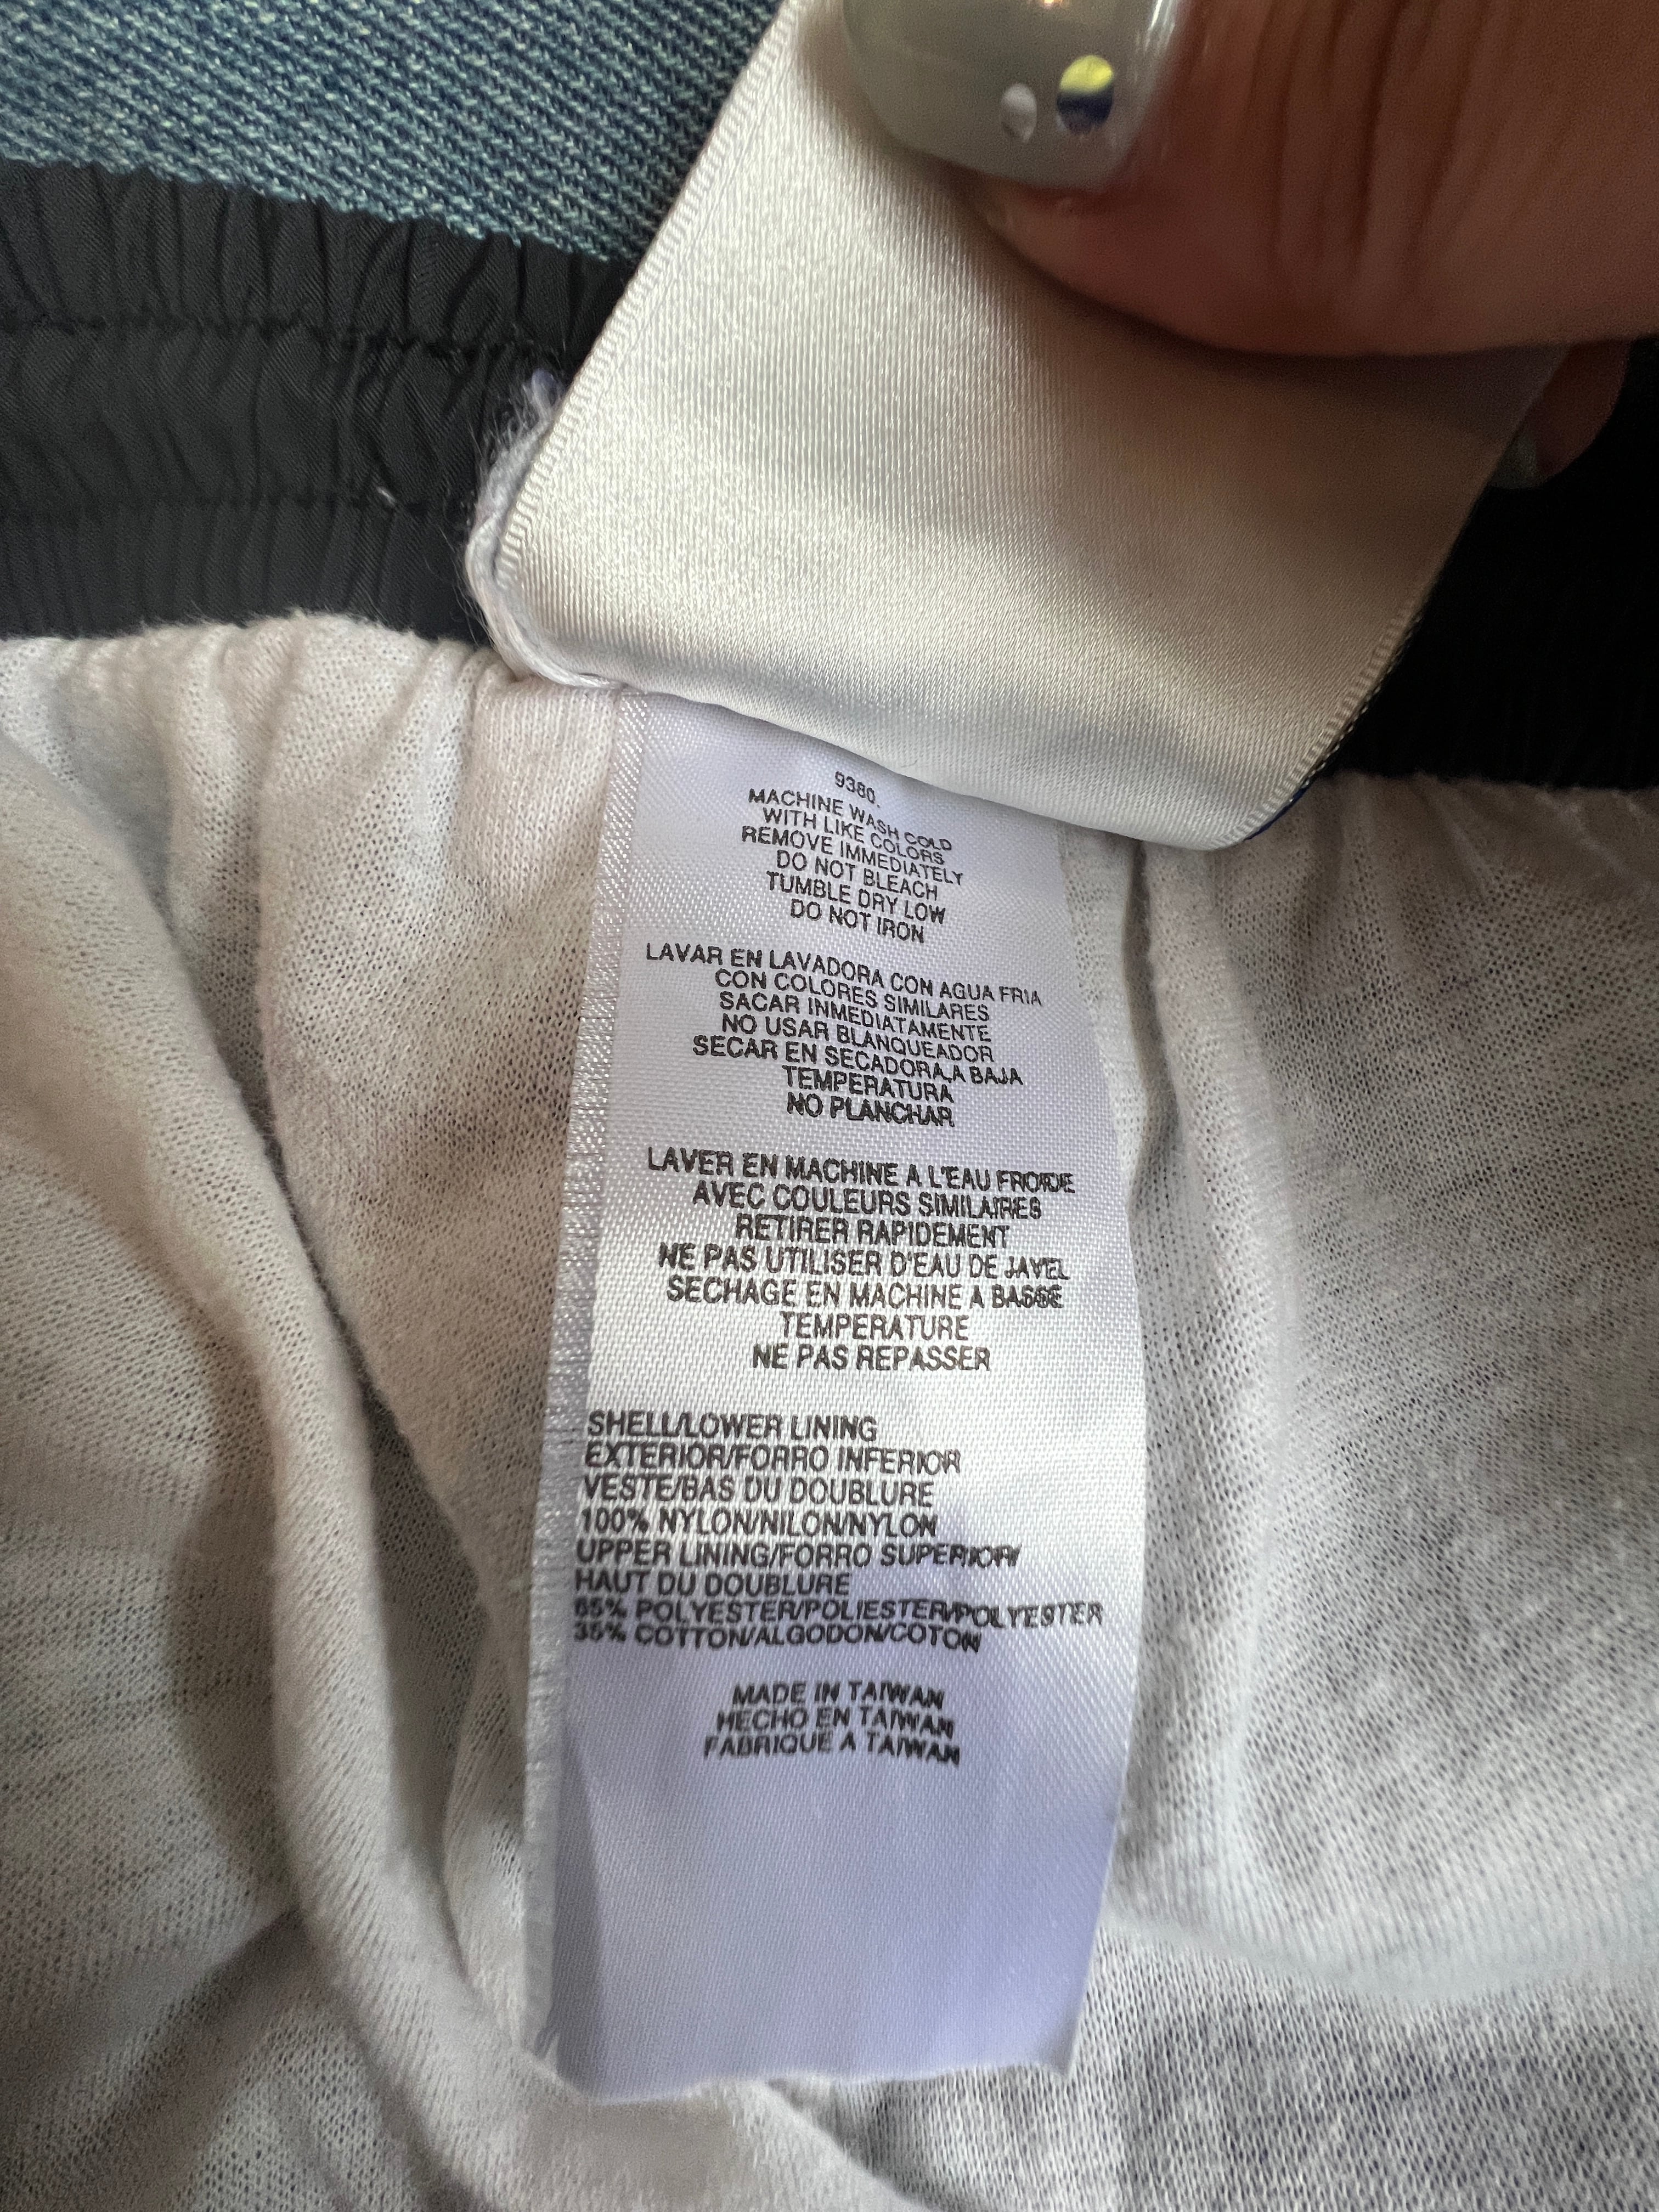 9380.
MACHINE WASH COLD
WITH LIKE COLORS
REMOVE IMMEDIATELY
DO NOT BLEACH
TUMBLE DRY LOW
DO NOT IRON
LAVAR EN LAVADORA CON AGUA FRIA
CON COLORES SIMILARES
SACAR INMEDIATAMENTE
NO USAR BLANQUEADOR
SECAR EN SECADORA,A BAJA
TEMPERATURA
NO PLANCHAR
LAVER EN MACHINE A L'EAU FROIDE
AVEC COULEURS SIMILAIRES
RETIRER RAPIDEMENT
NE PAS UTILISER D'EAU DE JAVEL
SECHAGE EN MACHINE A BASSE
TEMPERATURE
NE PAS REPASSER
SHELL/LOWER LINING
EXTERIOR/FORRO INFERIOR
VESTE/BAS DU DOUBLURE
100% NYLON/NILON/NYLON
UPPER LINING/FORRO SUPERIOR/
HAUT DU DOUBLURE
65% POLYESTER/POLIESTER/POLYESTER
35% COTTON/ALGODON/COTON
MADE IN TAIWAN
HECHO EN TAIWAN
FABRIQUE A TAIWAN